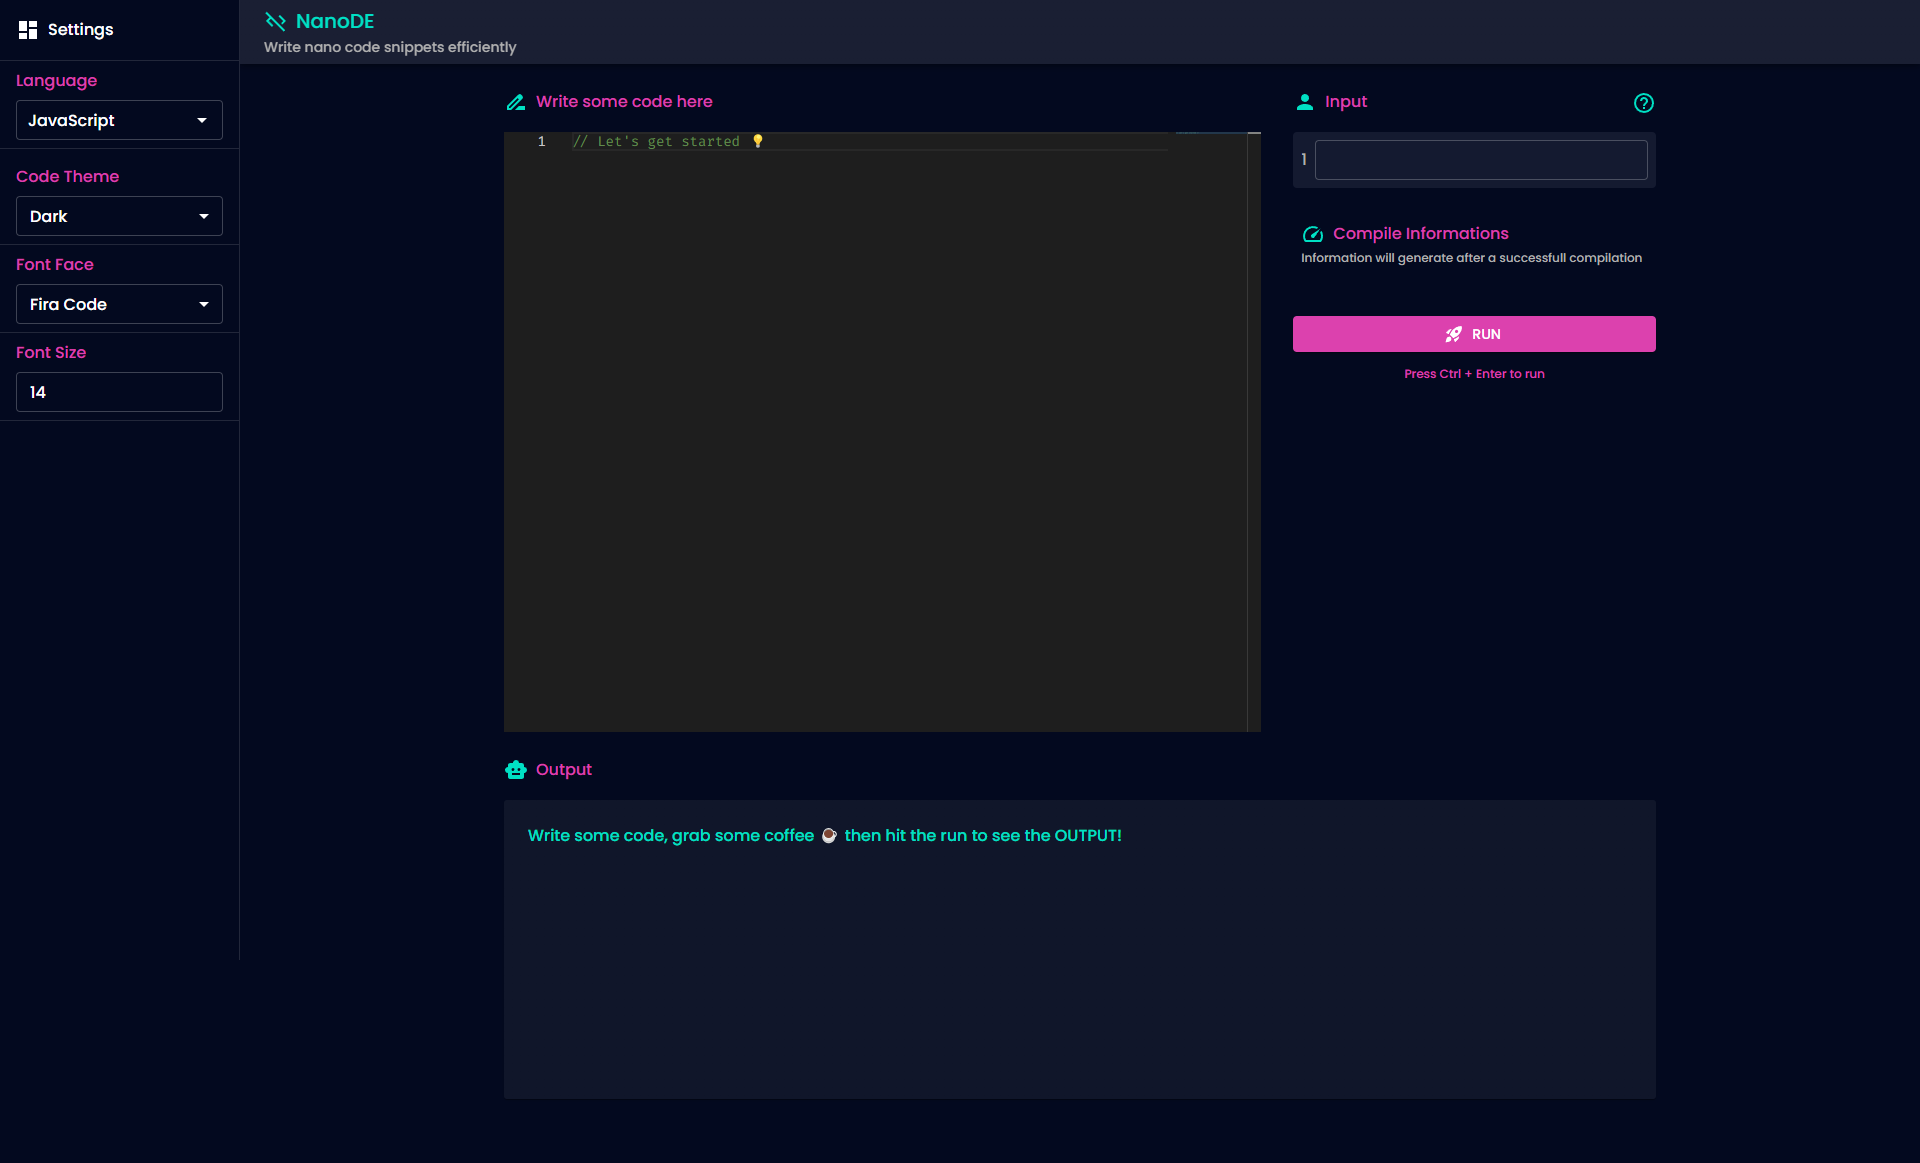 Settings
Language
JavaScript
Code Theme
Dark
Font Face
Fira Code
Font Size
14
NanoDE
Write nano code snippets efficiently
Write some code here
1 // Let's get started 💡
Input
1
Compile Informations
Information will generate after a successfull compilation
RUN
Press Ctrl + Enter to run
Output
Write some code, grab some coffee ☕ then hit the run to see the OUTPUT!